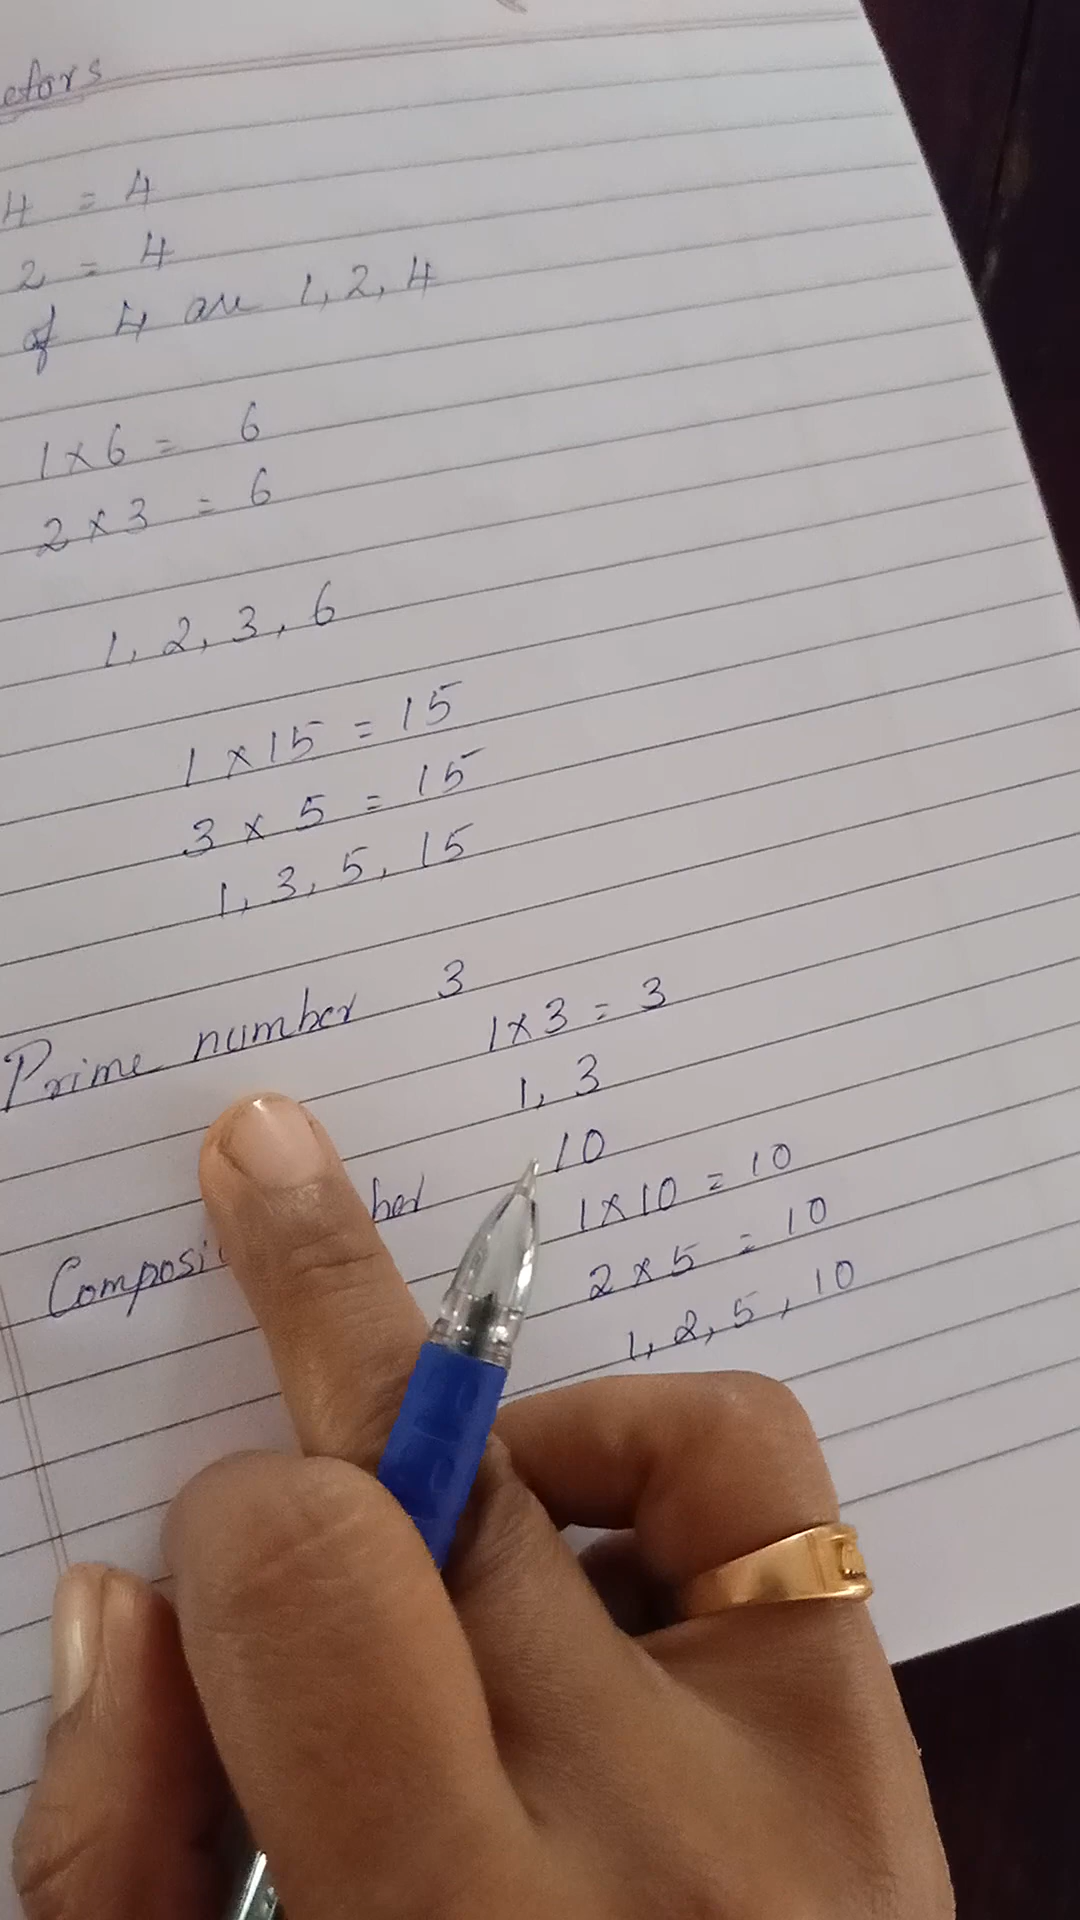 ctors
4 = 4
2 = 4
of 4 are 1, 2, 4
1 x 6 = 6
2 x 3 = 6
1, 2, 3, 6
1 x 15 = 15
3 x 5 = 15
1, 3, 5, 15
Prime number 3
1 x 3 = 3
1, 3
Composi ber 10
1 x 10 = 10
2 x 5 = 10
1, 2, 5, 10